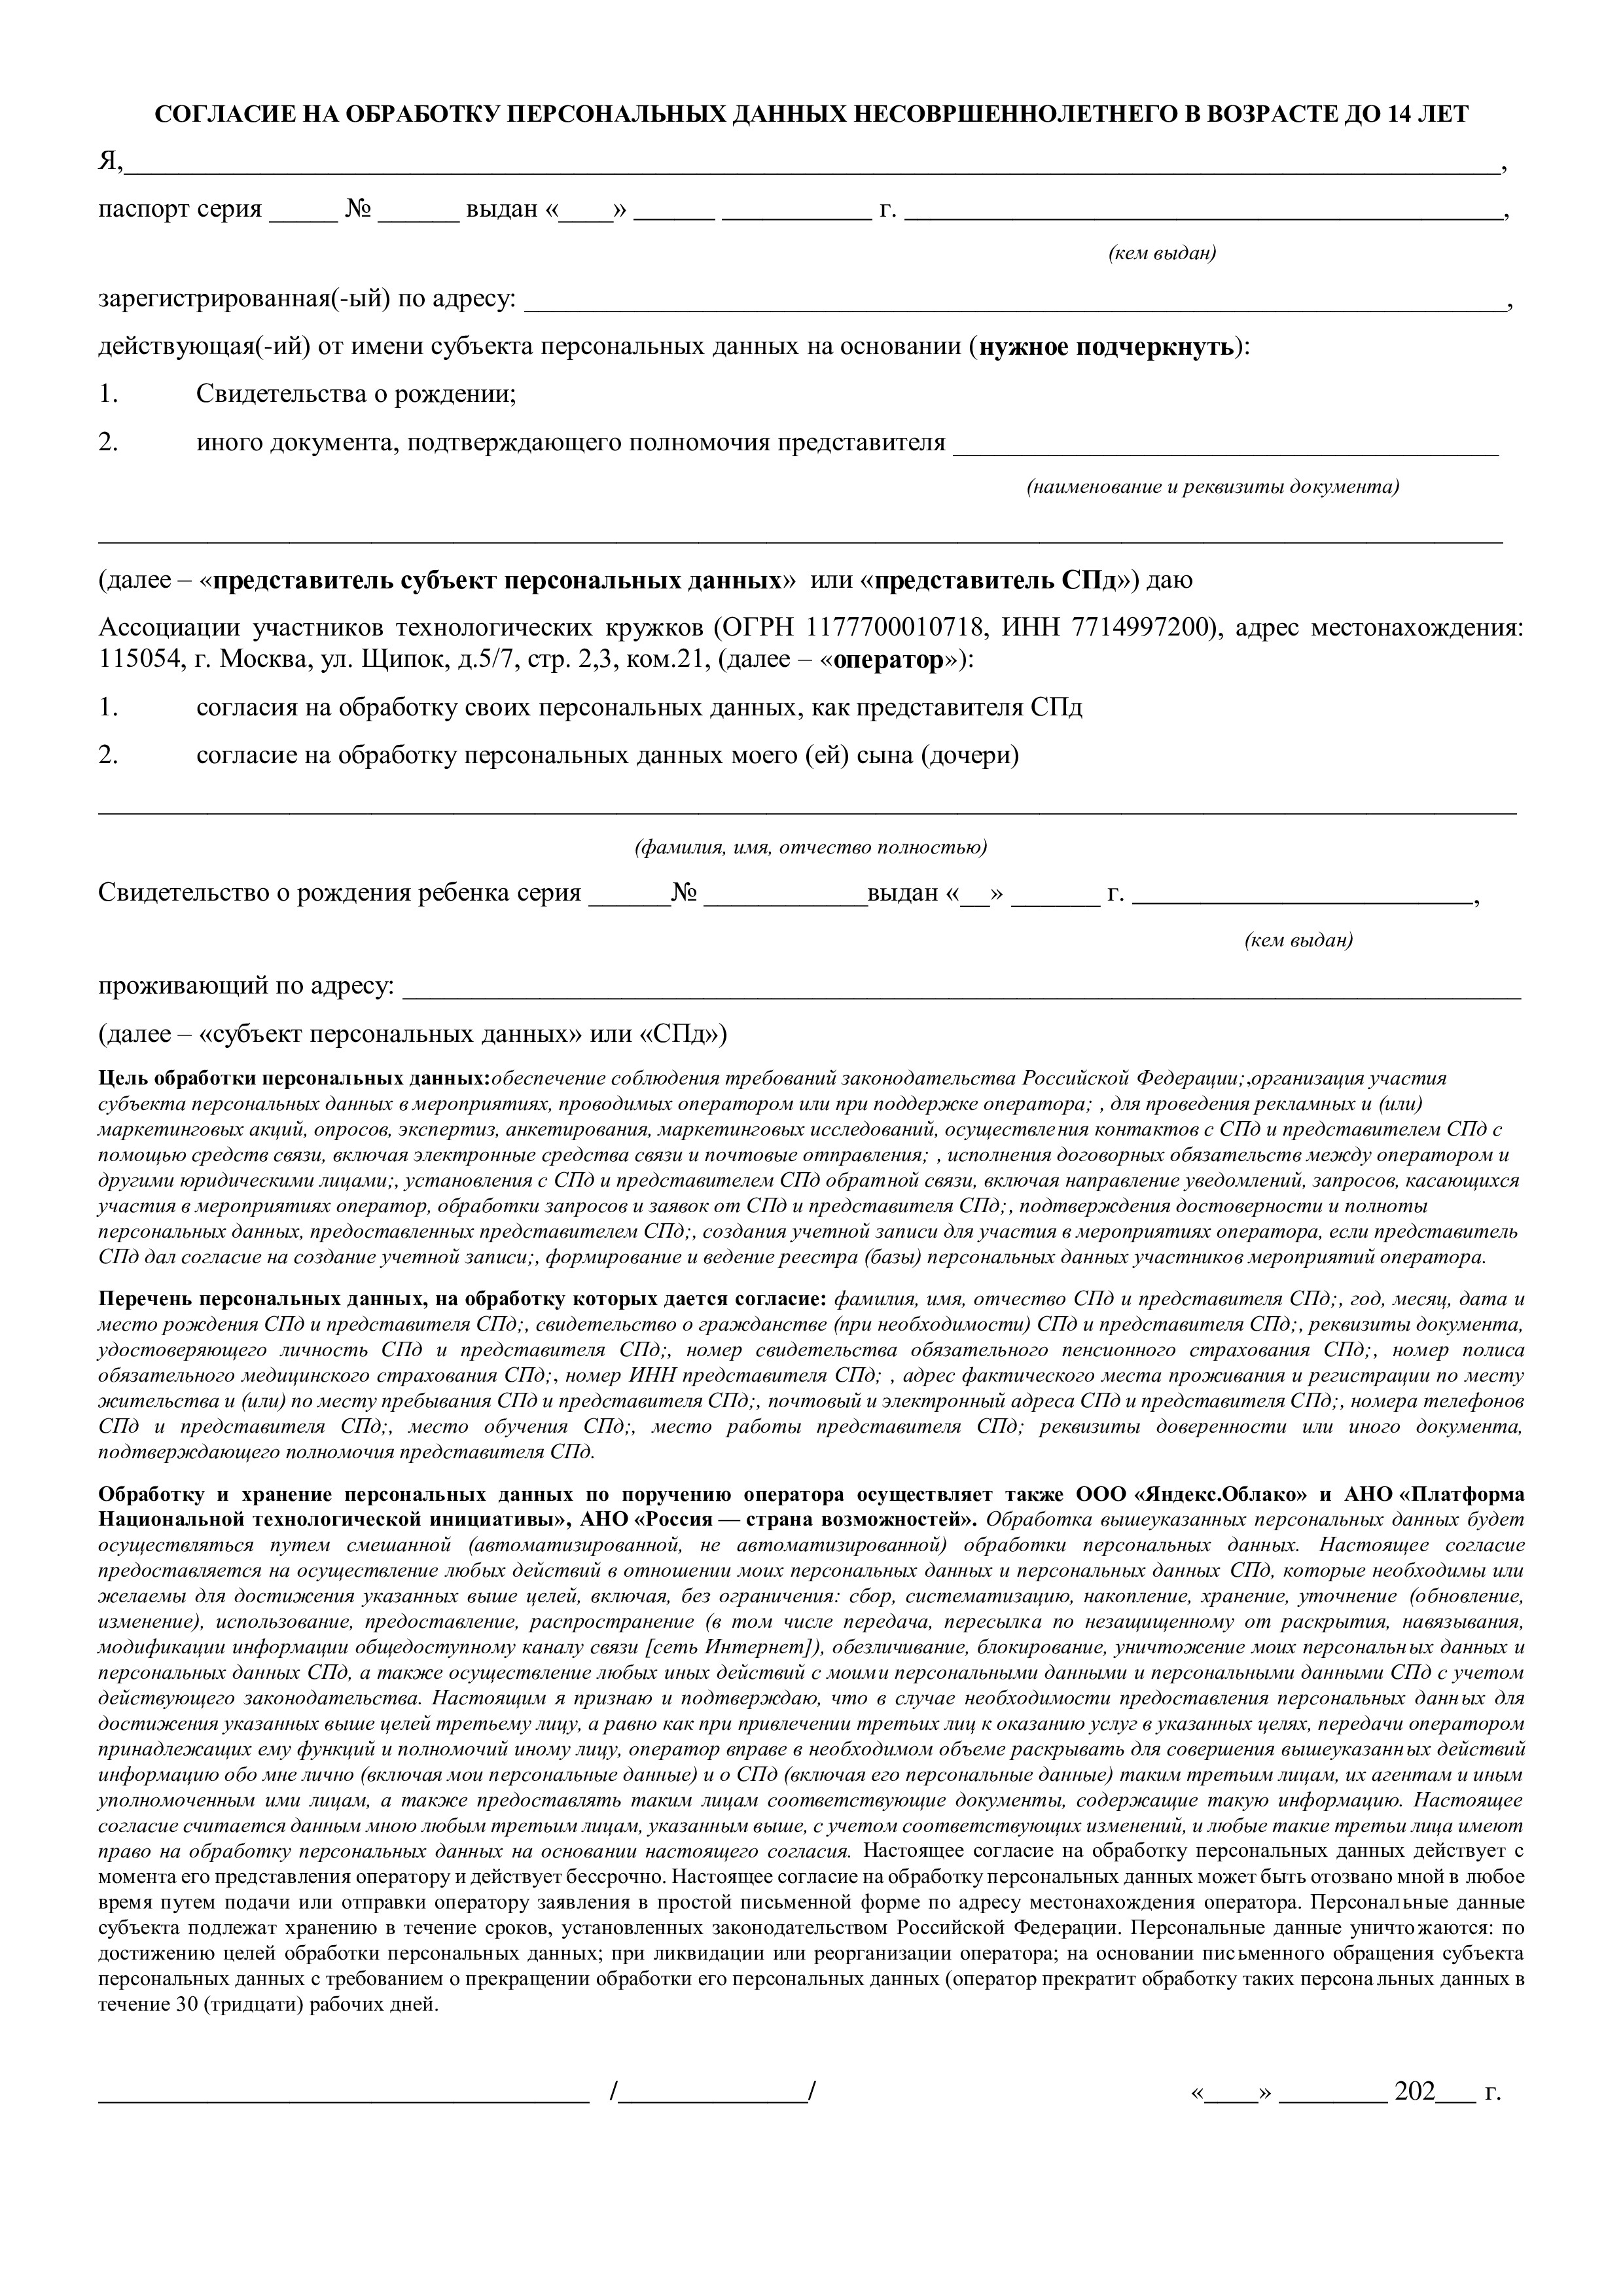 СОГЛАСИЕ НА ОБРАБОТКУ ПЕРСОНАЛЬНЫХ ДАННЫХ НЕСОВРШЕННОЛЕТНЕГО В ВОЗРАСТЕ ДО 14 ЛЕТ
Я,_____________________________________________________________________________________________________,
паспорт серия _____ № ______ выдан «____» ______ ___________ г. ____________________________________________,
(кем выдан)
зарегистрированная(-ый) по адресу: ________________________________________________________________________,
действующая(-ий) от имени субъекта персональных данных на основании (нужное подчеркнуть):
1. Свидетельства о рождении;
2. иного документа, подтверждающего полномочия представителя ________________________________________
(наименование и реквизиты документа)
_______________________________________________________________________________________________________
(далее – «представитель субъект персональных данных» или «представитель СПд») даю
Ассоциации участников технологических кружков (ОГРН 1177700010718, ИНН 7714997200), адрес местонахождения:
115054, г. Москва, ул. Щипок, д.5/7, стр. 2,3, ком.21, (далее – «оператор»):
1. согласия на обработку своих персональных данных, как представителя СПд
2. согласие на обработку персональных данных моего (ей) сына (дочери)
________________________________________________________________________________________________________
(фамилия, имя, отчество полностью)
Свидетельство о рождения ребенка серия ______№ ____________выдан «__» ______ г. _________________________,
(кем выдан)
проживающий по адресу: __________________________________________________________________________________
(далее – «субъект персональных данных» или «СПд»)
Цель обработки персональных данных:обеспечение соблюдения требований законодательства Российской Федерации;,организация участия
субъекта персональных данных в мероприятиях, проводимых оператором или при поддержке оператора; , для проведения рекламных и (или)
маркетинговых акций, опросов, экспертиз, анкетирования, маркетинговых исследований, осуществления контактов с СПд и представителем СПд с
помощью средств связи, включая электронные средства связи и почтовые отправления; , исполнения договорных обязательств между оператором и
другими юридическими лицами;, установления с СПд и представителем СПд обратной связи, включая направление уведомлений, запросов, касающихся
участия в мероприятиях оператор, обработки запросов и заявок от СПд и представителя СПд;, подтверждения достоверности и полноты
персональных данных, предоставленных представителем СПд;, создания учетной записи для участия в мероприятиях оператора, если представитель
СПд дал согласие на создание учетной записи;, формирование и ведение реестра (базы) персональных данных участников мероприятий оператора.
Перечень персональных данных, на обработку которых дается согласие: фамилия, имя, отчество СПд и представителя СПд;, год, месяц, дата и
место рождения СПд и представителя СПд;, свидетельство о гражданстве (при необходимости) СПд и представителя СПд;, реквизиты документа,
удостоверяющего личность СПд и представителя СПд;, номер свидетельства обязательного пенсионного страхования СПд;, номер полиса
обязательного медицинского страхования СПд;, номер ИНН представителя СПд; , адрес фактического места проживания и регистрации по месту
жительства и (или) по месту пребывания СПд и представителя СПд;, почтовый и электронный адреса СПд и представителя СПд;, номера телефонов
СПд и представителя СПд;, место обучения СПд;, место работы представителя СПд; реквизиты доверенности или иного документа,
подтверждающего полномочия представителя СПд.
Обработку и хранение персональных данных по поручению оператора осуществляет также ООО «Яндекс.Облако» и АНО «Платформа
Национальной технологической инициативы», АНО «Россия — страна возможностей». Обработка вышеуказанных персональных данных будет
осуществляться путем смешанной (автоматизированной, не автоматизированной) обработки персональных данных. Настоящее согласие
предоставляется на осуществление любых действий в отношении моих персональных данных и персональных данных СПд, которые необходимы или
желаемы для достижения указанных выше целей, включая, без ограничения: сбор, систематизацию, накопление, хранение, уточнение (обновление,
изменение), использование, предоставление, распространение (в том числе передача, пересылка по незащищенному от раскрытия, навязывания,
модификации информации общедоступному каналу связи [сеть Интернет]), обезличивание, блокирование, уничтожение моих персональных данных и
персональных данных СПд, а также осуществление любых иных действий с моими персональными данными и персональными данными СПд с учетом
действующего законодательства. Настоящим я признаю и подтверждаю, что в случае необходимости предоставления персональных данных для
достижения указанных выше целей третьему лицу, а равно как при привлечении третьих лиц к оказанию услуг в указанных целях, передачи оператором
принадлежащих ему функций и полномочий иному лицу, оператор вправе в необходимом объеме раскрывать для совершения вышеуказанных действий
информацию обо мне лично (включая мои персональные данные) и о СПд (включая его персональные данные) таким третьим лицам, их агентам и иным
уполномоченным ими лицам, а также предоставлять таким лицам соответствующие документы, содержащие такую информацию. Настоящее
согласие считается данным мною любым третьим лицам, указанным выше, с учетом соответствующих изменений, и любые такие третьи лица имеют
право на обработку персональных данных на основании настоящего согласия. Настоящее согласие на обработку персональных данных действует с
момента его представления оператору и действует бессрочно. Настоящее согласие на обработку персональных данных может быть отозвано мной в любое
время путем подачи или отправки оператору заявления в простой письменной форме по адресу местонахождения оператора. Персональные данные
субъекта подлежат хранению в течение сроков, установленных законодательством Российской Федерации. Персональные данные уничтожаются: по
достижению целей обработки персональных данных; при ликвидации или реорганизации оператора; на основании письменного обращения субъекта
персональных данных с требованием о прекращении обработки его персональных данных (оператор прекратит обработку таких персональных данных в
течение 30 (тридцати) рабочих дней.
____________________________________ /______________/ «____» ________ 202___ г.